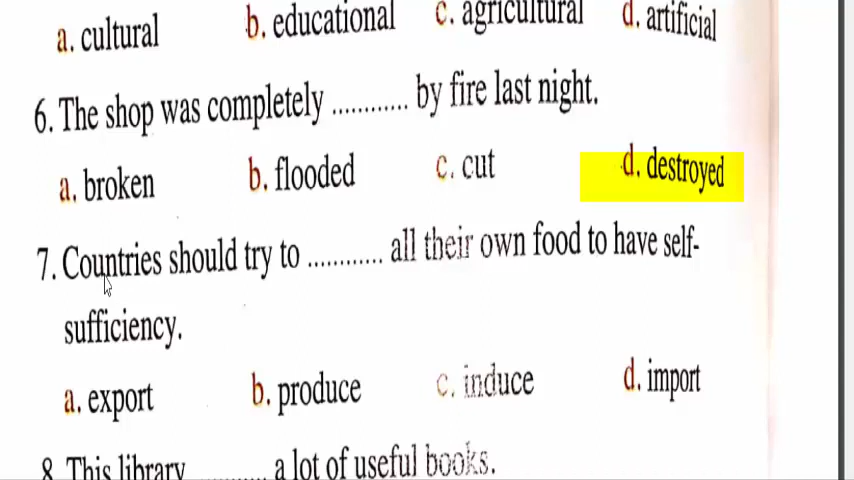 a. cultural b. educational c. agricultural d. artificial
6. The shop was completely ............ by fire last night.
a. broken b. flooded c. cut d. destroyed
7. Countries should try to ............ all their own food to have self-
sufficiency.
a. export b. produce c. induce d. import
8. This library ............ a lot of useful books.